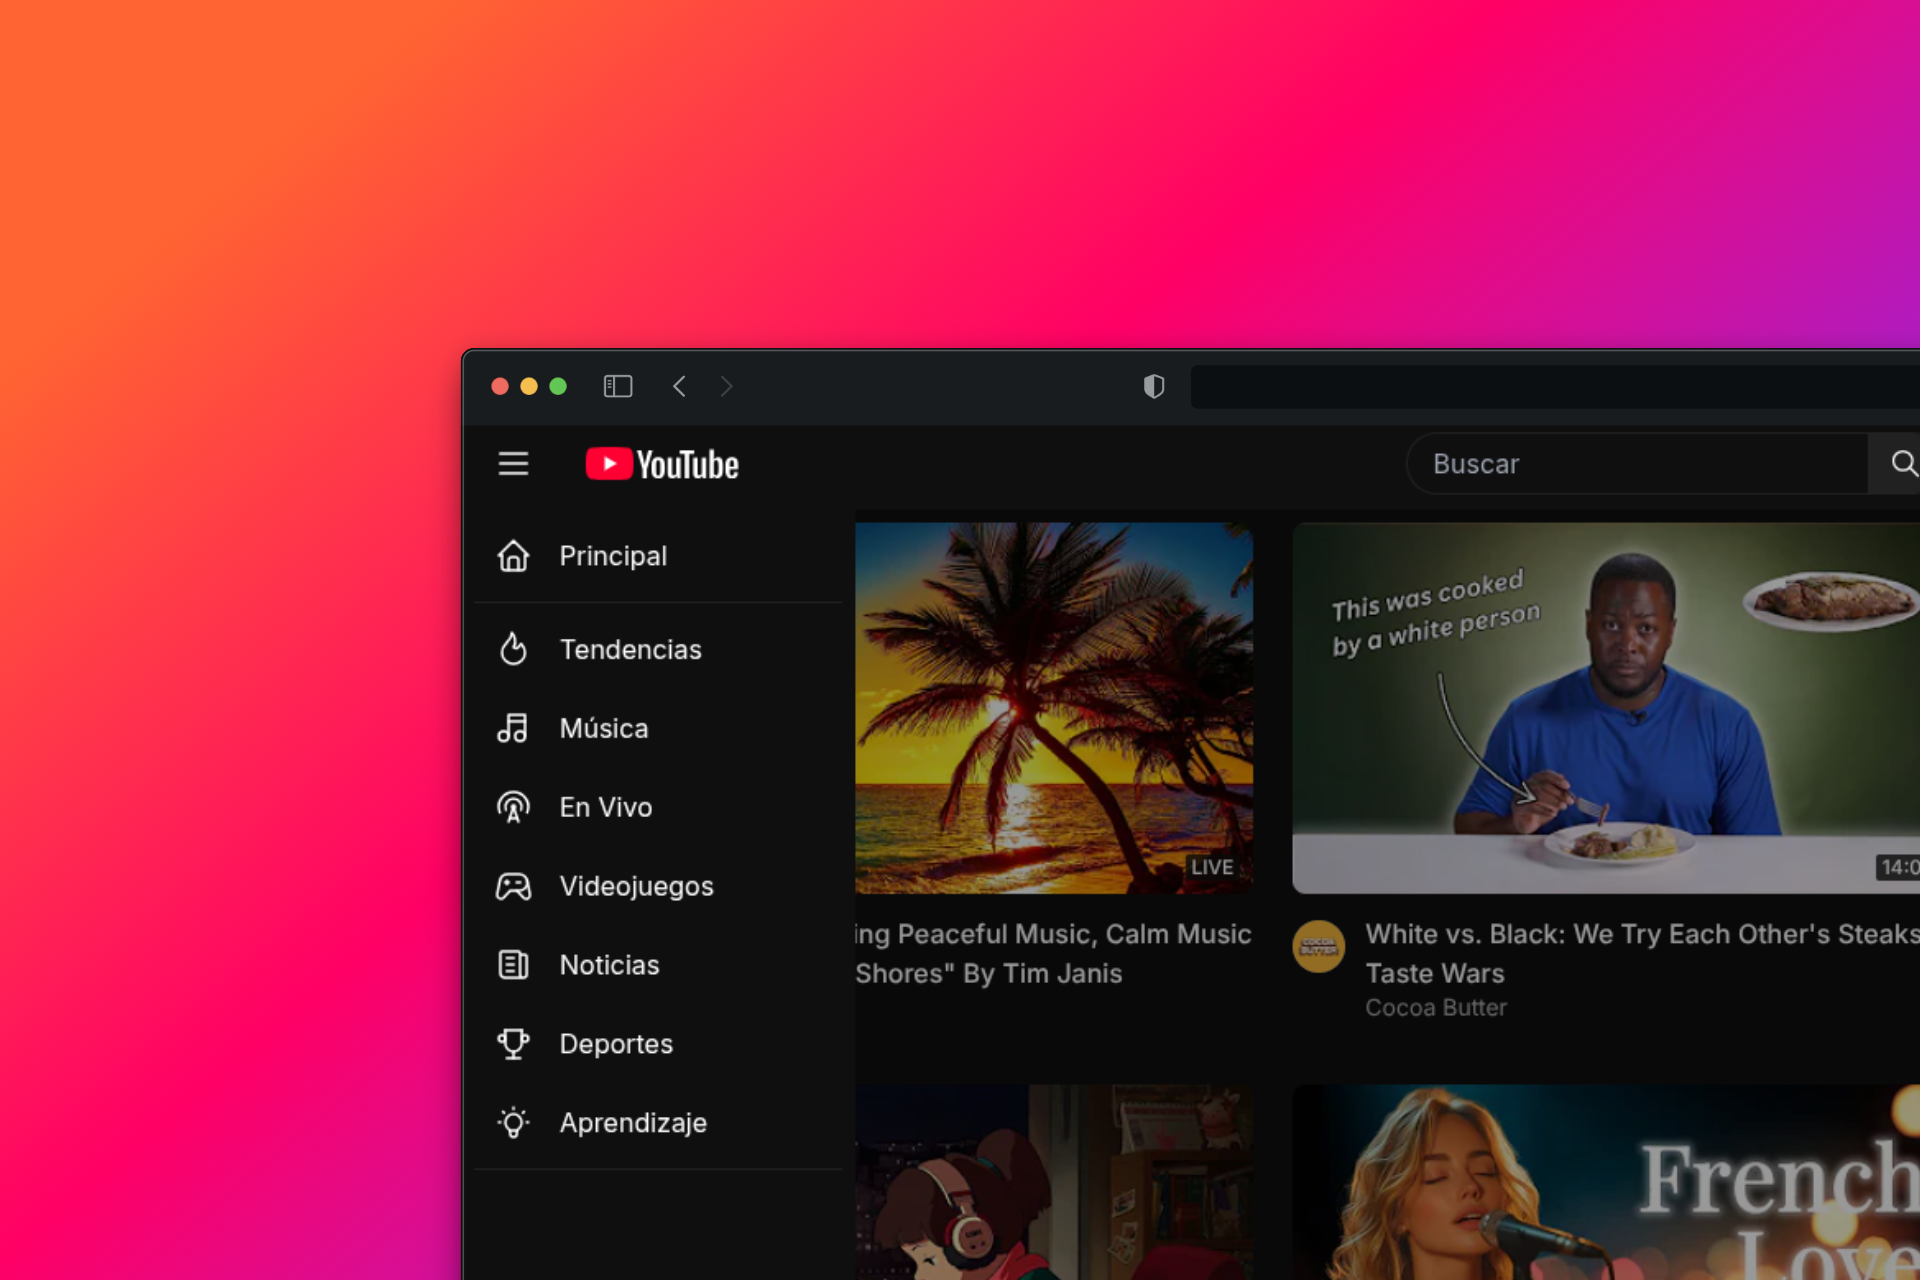 YouTube
Buscar
Principal
Tendencias
Música
En Vivo
Videojuegos
Noticias
Deportes
Aprendizaje
LIVE
ing Peaceful Music, Calm Music
Shores" By Tim Janis
This was cooked
by a white person
14:0
White vs. Black: We Try Each Other's Steaks
Taste Wars
Cocoa Butter
COCOA
BUTTER
French
Love